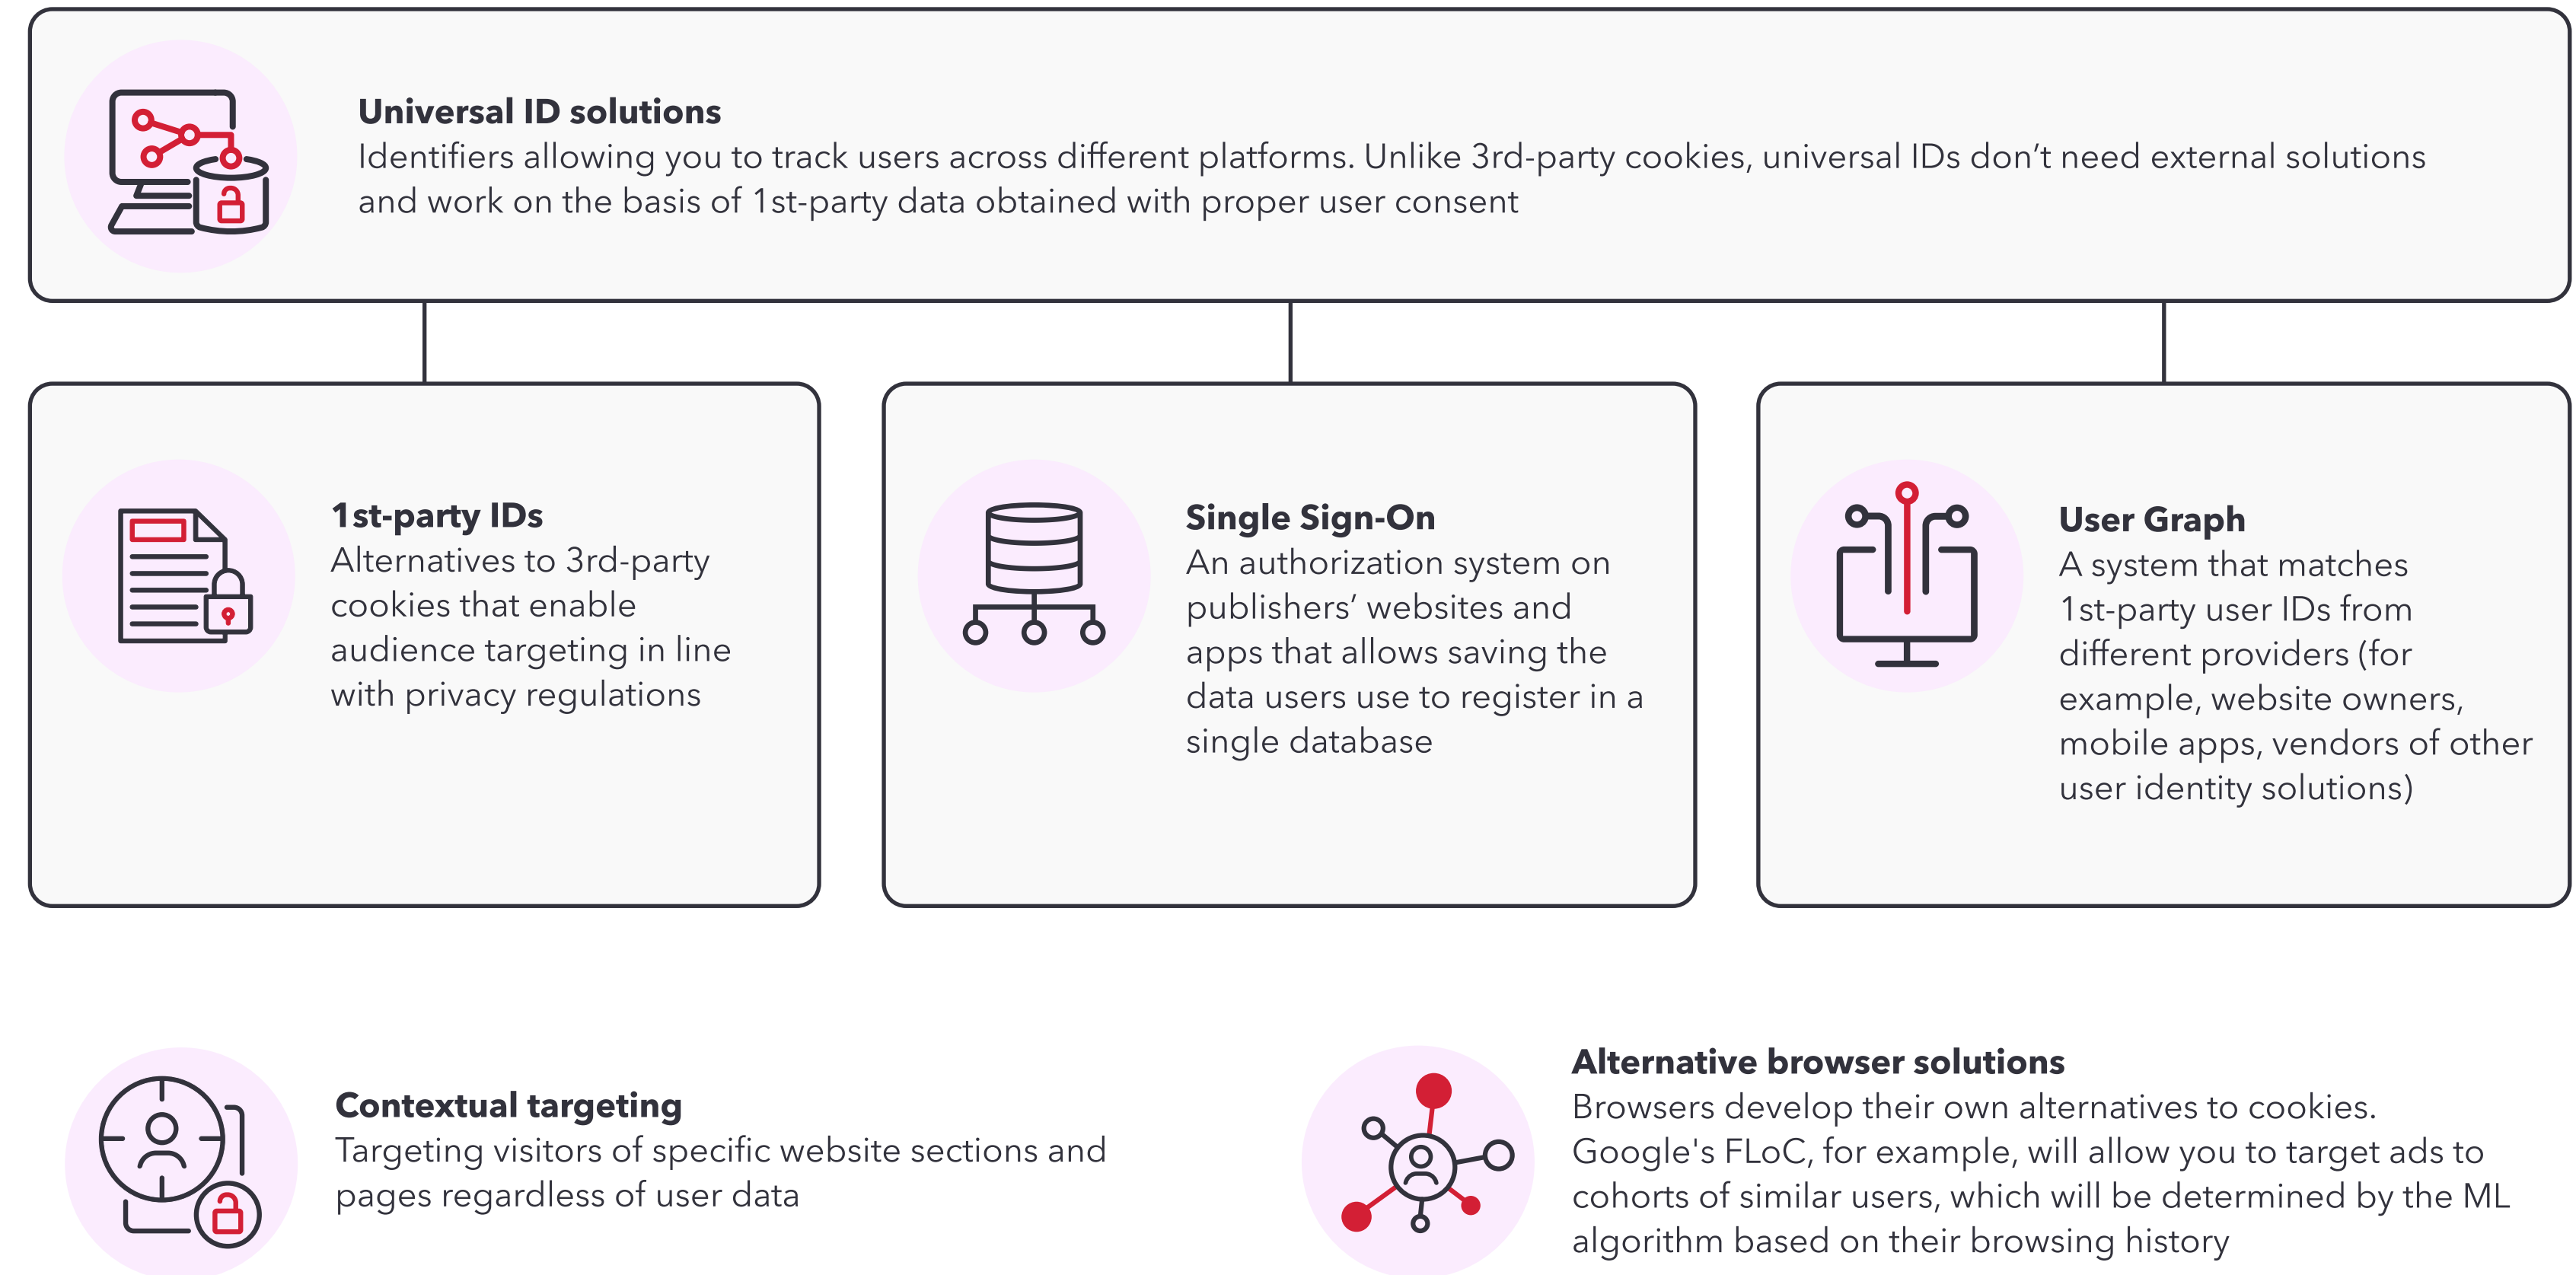 Universal ID solutions
Identifiers allowing you to track users across different platforms. Unlike 3rd-party cookies, universal IDs don’t need external solutions
and work on the basis of 1st-party data obtained with proper user consent
1st-party IDs
Alternatives to 3rd-party
cookies that enable
audience targeting in line
with privacy regulations
Single Sign-On
An authorization system on
publishers’ websites and
apps that allows saving the
data users use to register in a
single database
User Graph
A system that matches
1st-party user IDs from
different providers (for
example, website owners,
mobile apps, vendors of other
user identity solutions)
Contextual targeting
Targeting visitors of specific website sections and
pages regardless of user data
Alternative browser solutions
Browsers develop their own alternatives to cookies.
Google's FLoC, for example, will allow you to target ads to
cohorts of similar users, which will be determined by the ML
algorithm based on their browsing history